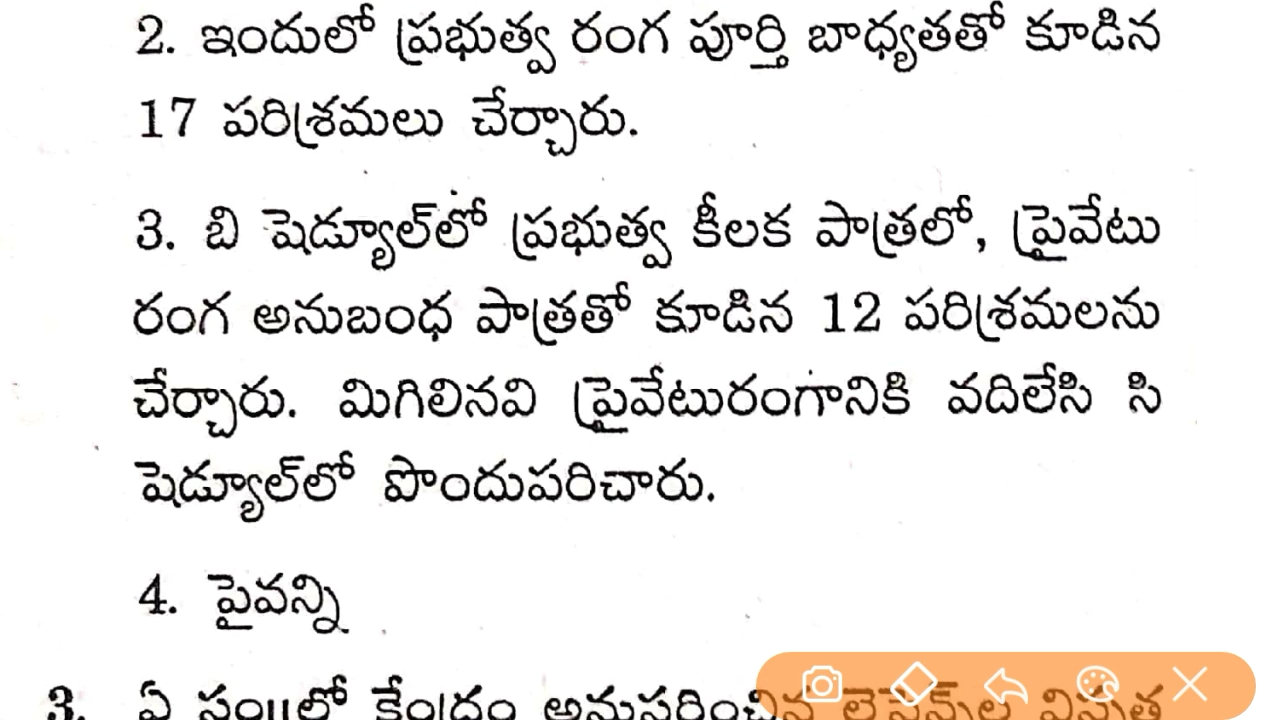 2. ఇందులో ప్రభుత్వ రంగ పూర్తి బాధ్యతతో కూడిన
17 పరిశ్రమలు చేర్చారు.
3. బి షెడ్యూల్‌లో ప్రభుత్వ కీలక పాత్రలో, ప్రైవేటు
రంగ అనుబంధ పాత్రతో కూడిన 12 పరిశ్రమలను
చేర్చారు. మిగిలినవి ప్రైవేటురంగానికి వదిలేసి సి
షెడ్యూల్‌లో పొందుపరిచారు.
4. పైవన్ని
3. ఏ సం॥లో కేంద్రం అనుసరించిన లైసెన్స్‌ల విస్తృత